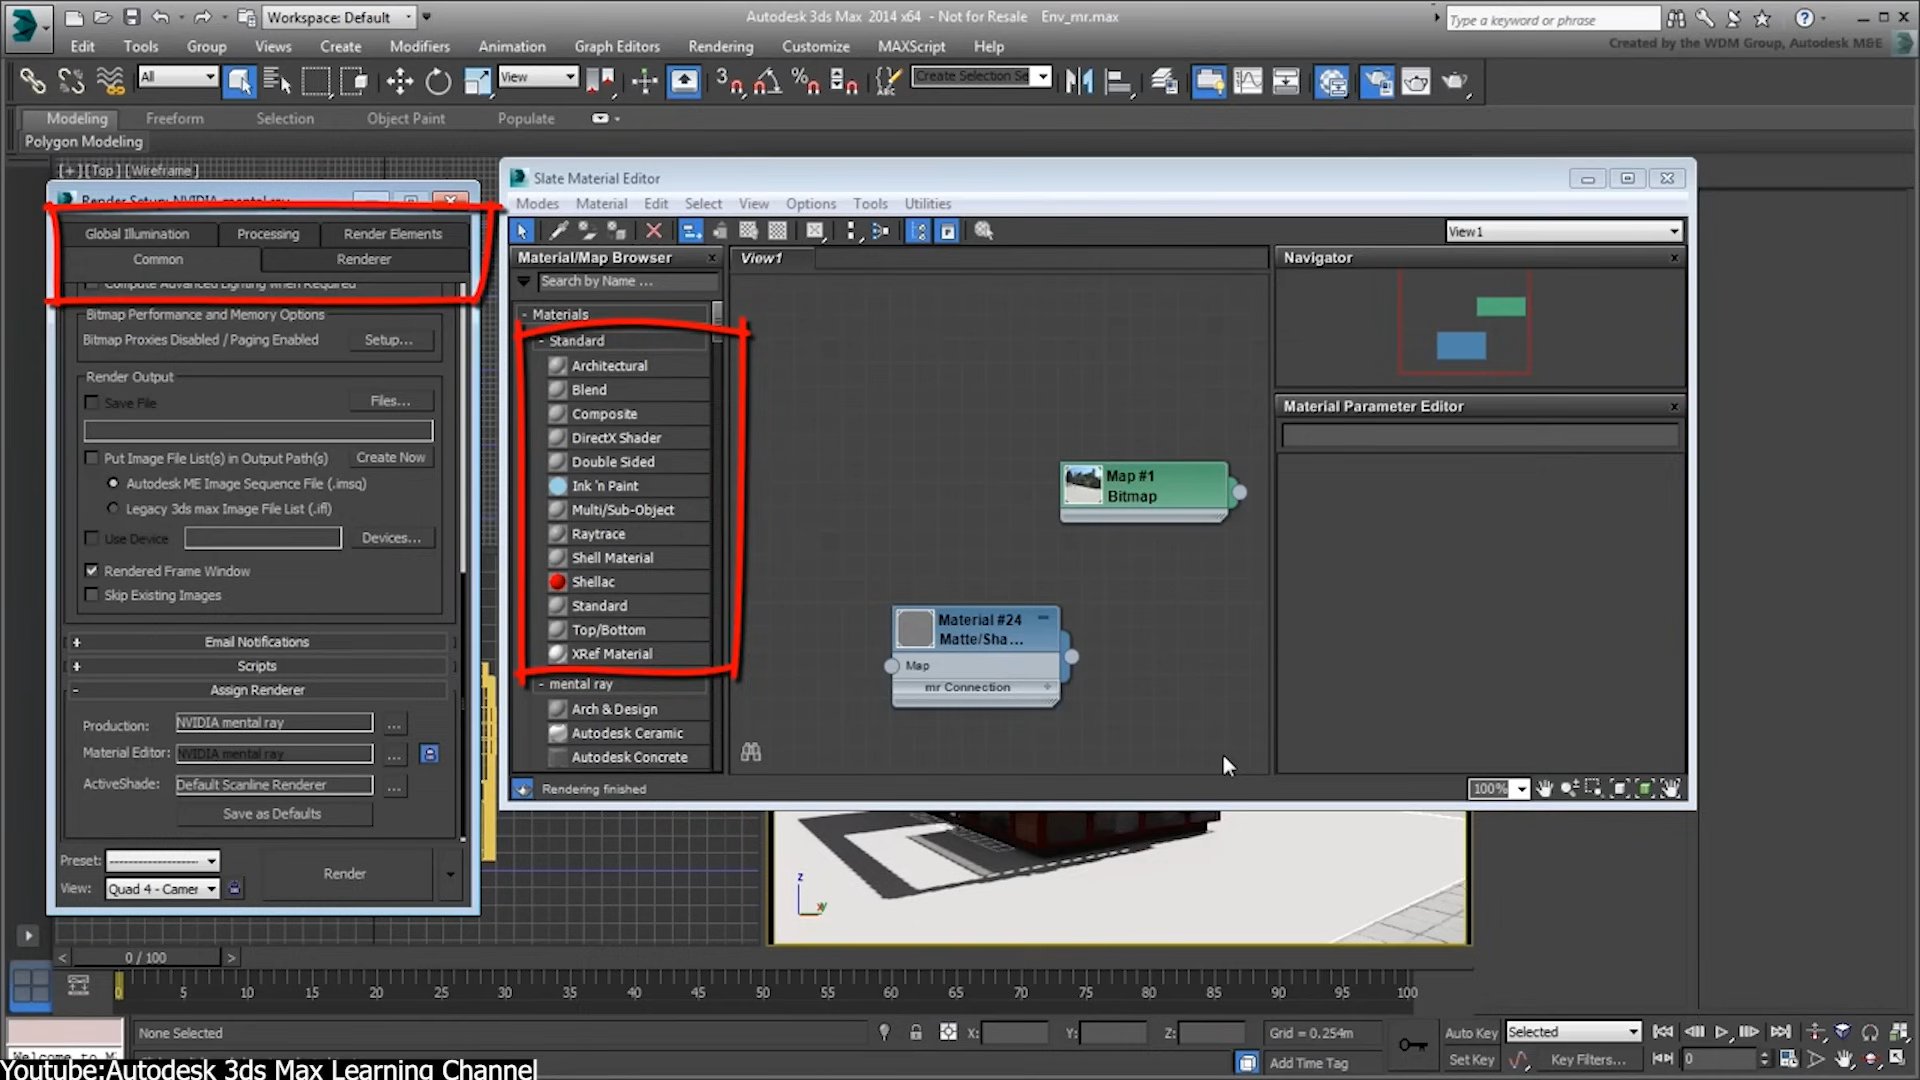 Workspace: Default
Autodesk 3ds Max 2014 x64 - Not for Resale Env_mr.max
Type a keyword or phrase
Created by the WDM Group, Autodesk M&E
Edit Tools Group Views Create Modifiers Animation Graph Editors Rendering Customize MAXScript Help
All
View
3
%
ABC
Create Selection Se
Modeling Freeform Selection Object Paint Populate
Polygon Modeling
[+] [Top] [Wireframe]
Render Setup: NVIDIA mental ray
Global Illumination Processing Render Elements
Common Renderer
Compute Advanced Lighting when Required
Bitmap Performance and Memory Options
Bitmap Proxies Disabled / Paging Enabled Setup...
Render Output
Save File Files...
Put Image File List(s) in Output Path(s) Create Now
Autodesk ME Image Sequence File (.imsq)
Legacy 3ds max Image File List (.ifl)
Use Device Devices...
Rendered Frame Window
Skip Existing Images
+ Email Notifications
+ Scripts
- Assign Renderer
Production: NVIDIA mental ray ...
Material Editor: NVIDIA mental ray ...
ActiveShade: Default Scanline Renderer ...
Save as Defaults
Preset: --------------------
View: Quad 4 - Camer
Render
Slate Material Editor
Modes Material Edit Select View Options Tools Utilities
View1
Material/Map Browser
Search by Name ...
- Materials
- Standard
Architectural
Blend
Composite
DirectX Shader
Double Sided
Ink 'n Paint
Multi/Sub-Object
Raytrace
Shell Material
Shellac
Standard
Top/Bottom
XRef Material
- mental ray
Arch & Design
Autodesk Ceramic
Autodesk Concrete
View1
Map #1
Bitmap
Material #24
Matte/Sha...
Map
mr Connection +
Navigator
Material Parameter Editor
Rendering finished
100%
z
< 0 / 100 >
0 5 10 15 20 25 30 35 40 45 50 55 60 65 70 75 80 85 90 95 100
None Selected
X: Y: Z: Grid = 0.254m
Auto Key Selected
Welcome to M
Add Time Tag
Set Key Key Filters... 0
Youtube:Autodesk 3ds Max Learning Channel